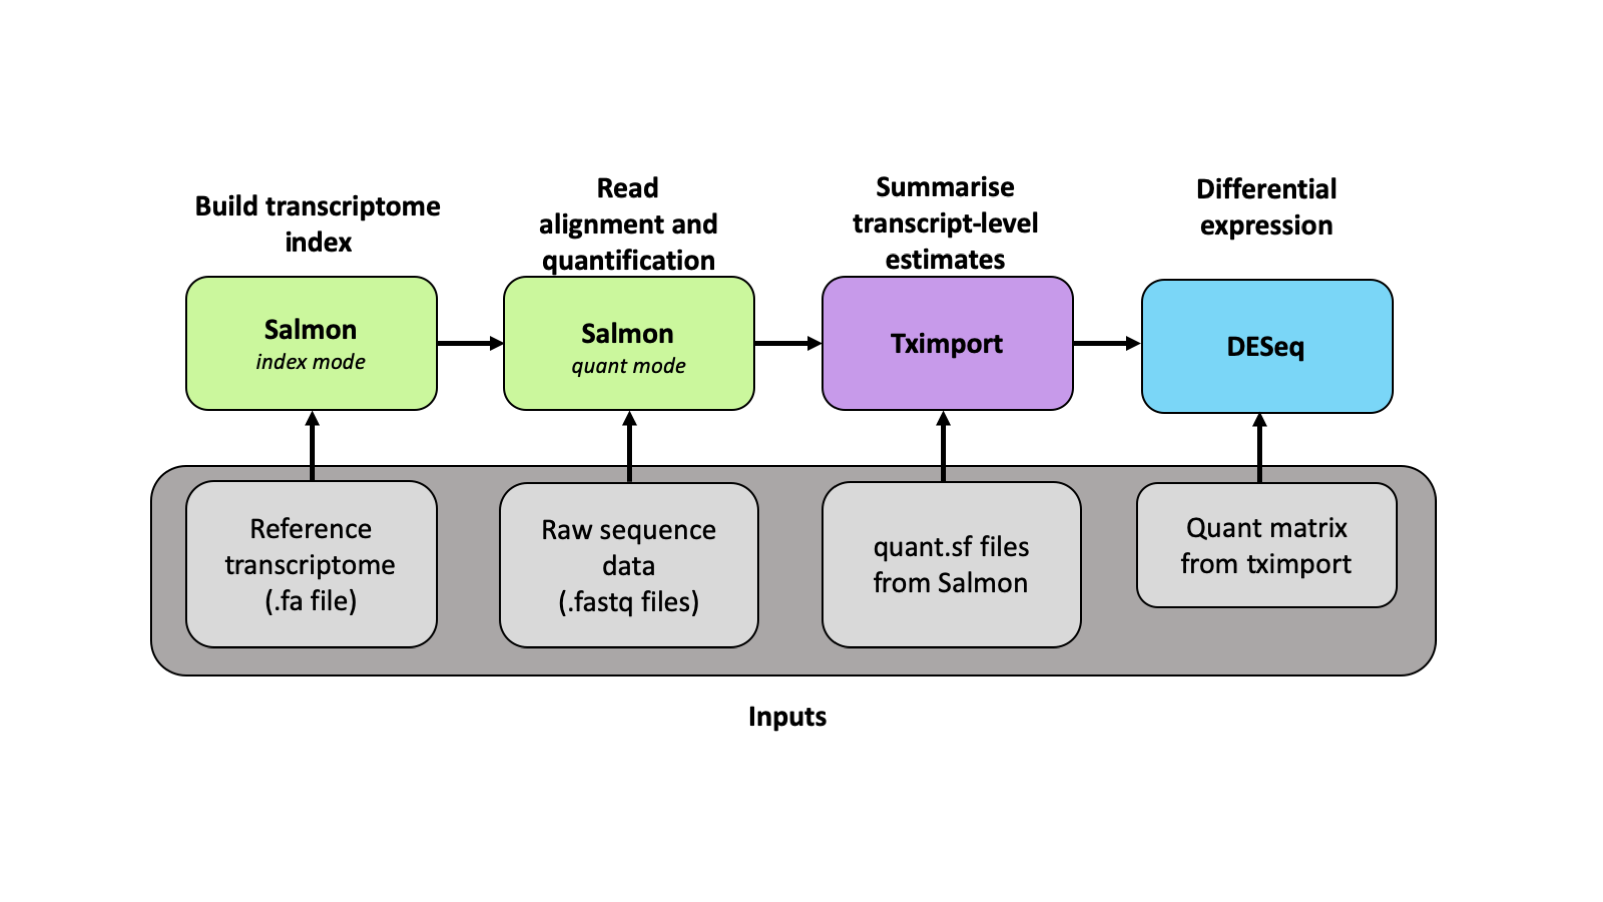 Build transcriptome
index
Read
alignment and
quantification
Summarise
transcript-level
estimates
Differential
expression
Salmon
index mode
Salmon
quant mode
Tximport
DESeq
Reference
transcriptome
(.fa file)
Raw sequence
data
(.fastq files)
quant.sf files
from Salmon
Quant matrix
from tximport
Inputs